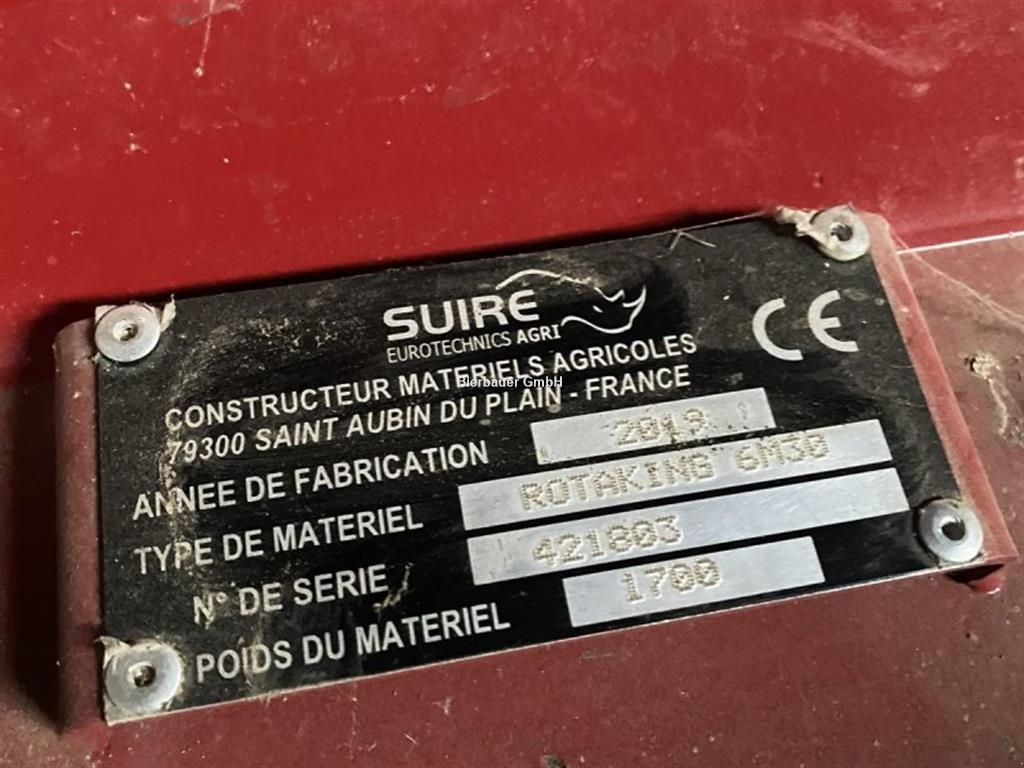 SUIRE
EUROTECHNICS AGRI
CE
CONSTRUCTEUR MATERIELS AGRICOLES
Bierbauer GmbH
79300 SAINT AUBIN DU PLAIN - FRANCE
ANNEE DE FABRICATION 2019
TYPE DE MATERIEL ROTAKING 6M30
N° DE SERIE 421803
POIDS DU MATERIEL 1700